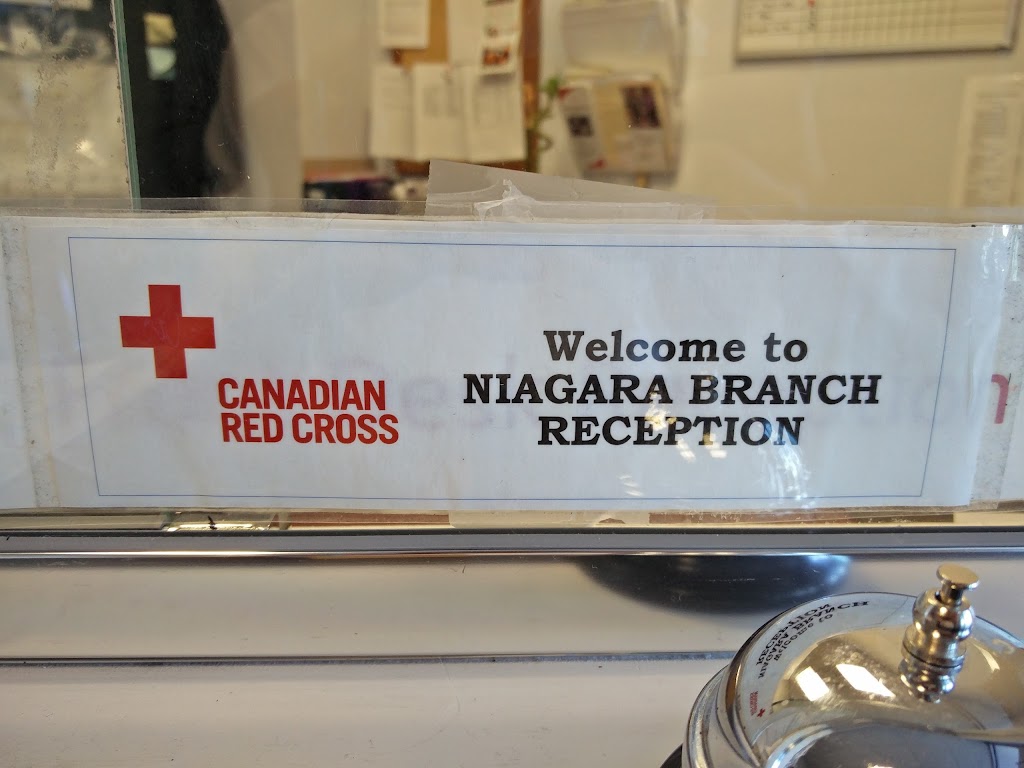 CANADIAN
RED CROSS
Welcome to
NIAGARA BRANCH
RECEPTION